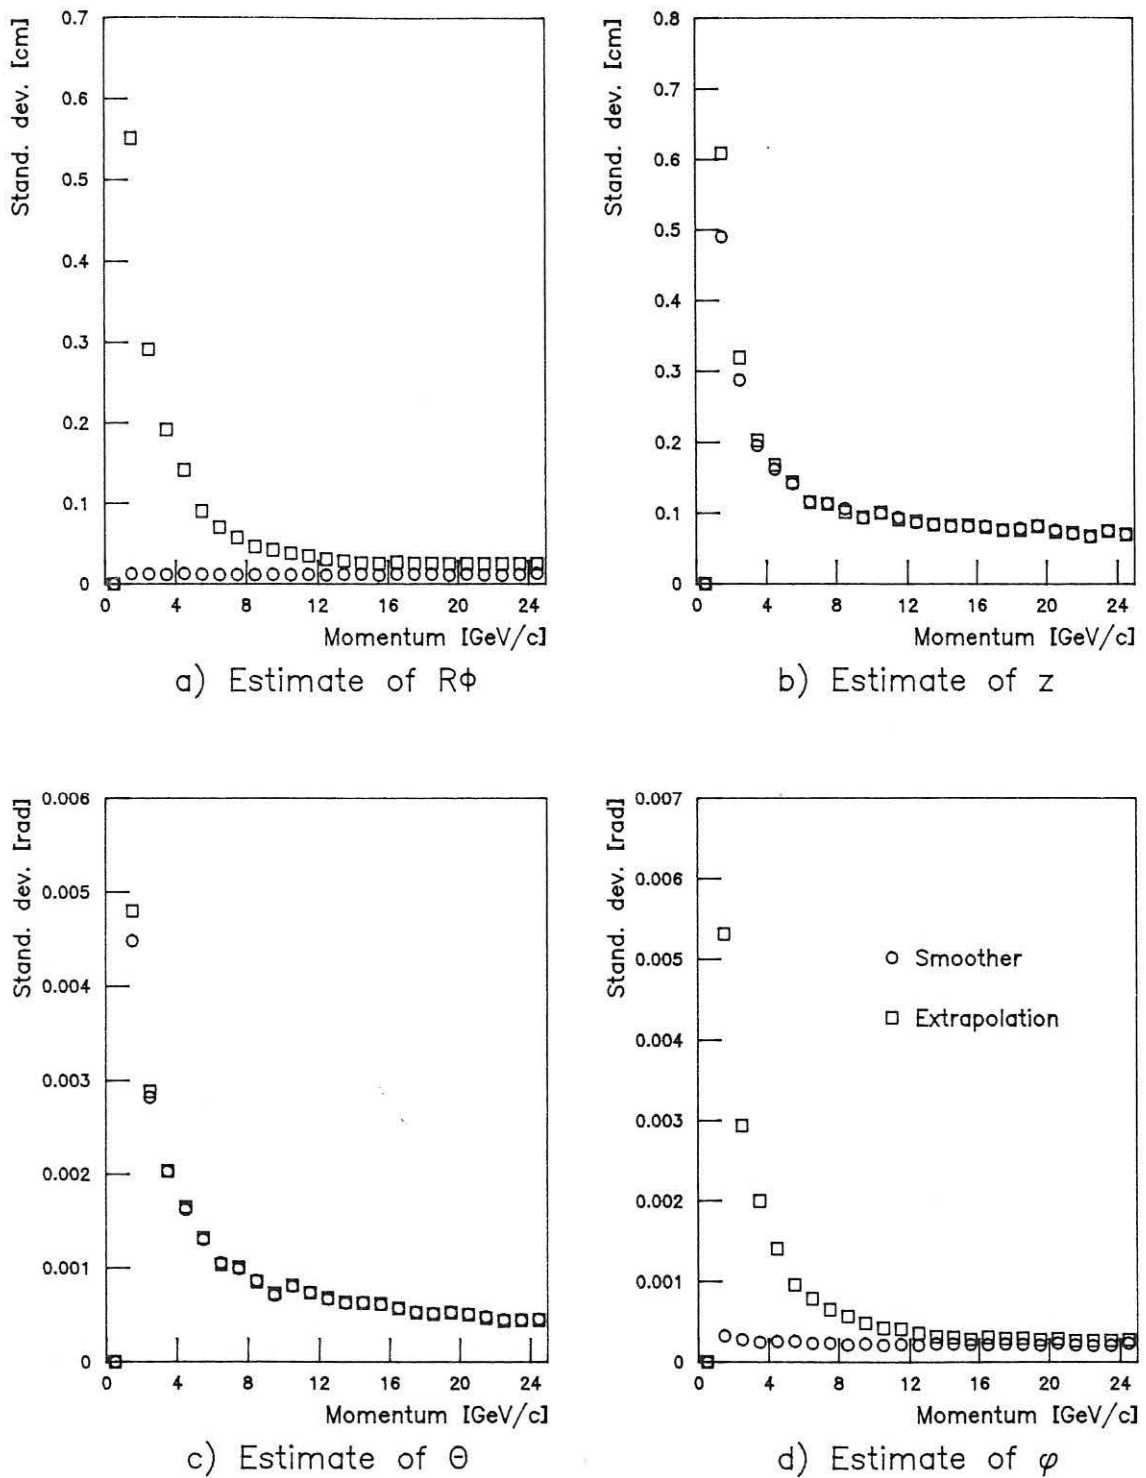 Stand. dev. [cm]
0.7
0.6
0.5
0.4
0.3
0.2
0.1
0
0 4 8 12 16 20 24
Momentum [GeV/c]
a) Estimate of RΦ
Stand. dev. [cm]
0.8
0.7
0.6
0.5
0.4
0.3
0.2
0.1
0
0 4 8 12 16 20 24
Momentum [GeV/c]
b) Estimate of z
Stand. dev. [rad]
0.006
0.005
0.004
0.003
0.002
0.001
0
0 4 8 12 16 20 24
Momentum [GeV/c]
c) Estimate of Θ
Stand. dev. [rad]
0.007
0.006
0.005
0.004
0.003
0.002
0.001
0
Smoother
Extrapolation
0 4 8 12 16 20 24
Momentum [GeV/c]
d) Estimate of φ